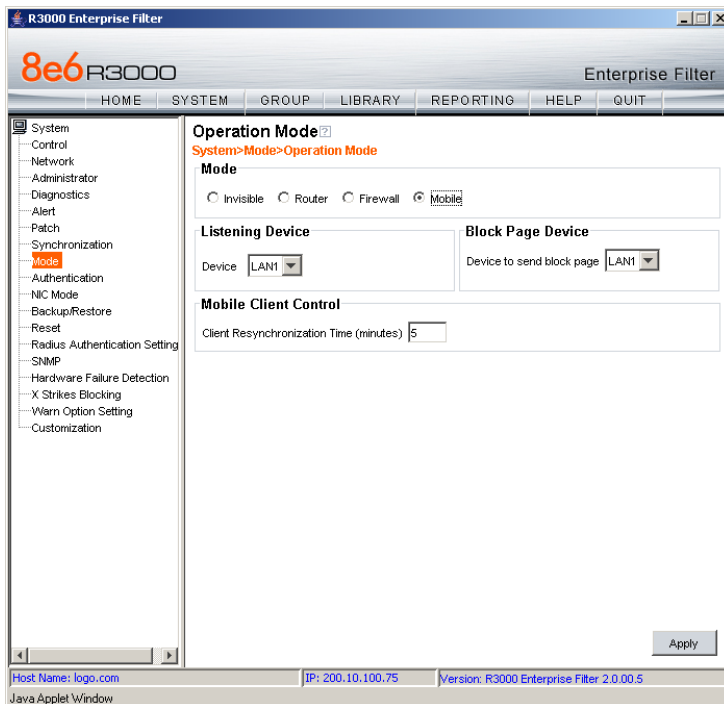 R3000 Enterprise Filter
8e6 R3000
Enterprise Filter
HOME SYSTEM GROUP LIBRARY REPORTING HELP QUIT
System
Control
Network
Administrator
Diagnostics
Alert
Patch
Synchronization
Mode
Authentication
NIC Mode
Backup/Restore
Reset
Radius Authentication Setting
SNMP
Hardware Failure Detection
X Strikes Blocking
Warn Option Setting
Customization
Operation Mode ?
System>Mode>Operation Mode
Mode
Invisible Router Firewall Mobile
Listening Device
Device LAN1
Block Page Device
Device to send block page LAN1
Mobile Client Control
Client Resynchronization Time (minutes) 5
Apply
Host Name: logo.com IP: 200.10.100.75 Version: R3000 Enterprise Filter 2.0.00.5
Java Applet Window